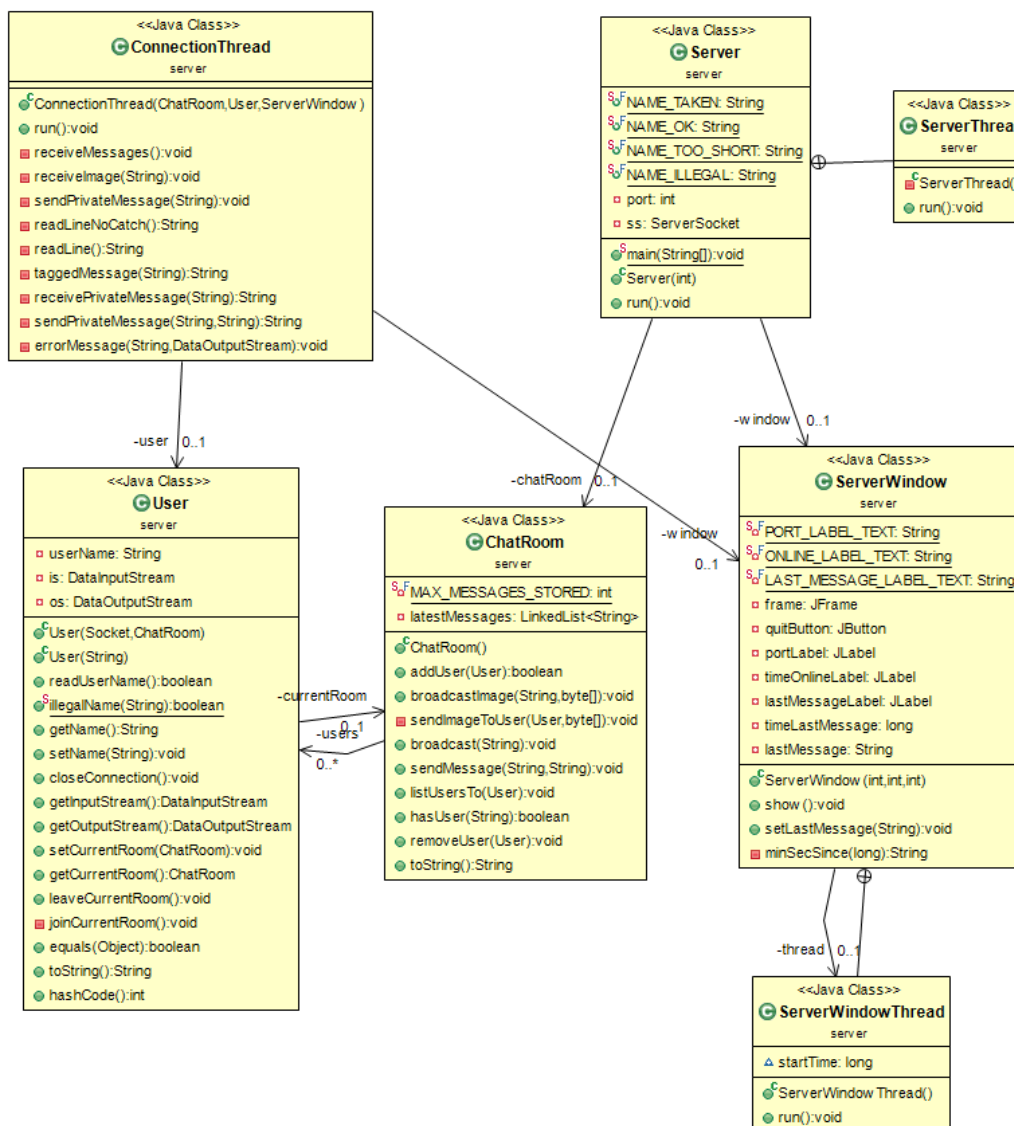 <<Java Class>>
ConnectionThread
server
ConnectionThread(ChatRoom,User,ServerWindow)
run():void
receiveMessages():void
receiveImage(String):void
sendPrivateMessage(String):void
readLineNoCatch():String
readLine():String
taggedMessage(String):String
receivePrivateMessage(String):String
sendPrivateMessage(String,String):String
errorMessage(String,DataOutputStream):void
<<Java Class>>
Server
server
NAME_TAKEN: String
NAME_OK: String
NAME_TOO_SHORT: String
NAME_ILLEGAL: String
port: int
ss: ServerSocket
main(String[]):void
Server(int)
run():void
<<Java Class>>
ServerThread
server
ServerThread(
run():void
-user 0..1
-chatRoom 0..1
-window 0..1
-window
0..1
<<Java Class>>
User
server
userName: String
is: DataInputStream
os: DataOutputStream
User(Socket,ChatRoom)
User(String)
readUserName():boolean
illegalName(String):boolean
getName():String
setName(String):void
closeConnection():void
getInputStream():DataInputStream
getOutputStream():DataOutputStream
setCurrentRoom(ChatRoom):void
getCurrentRoom():ChatRoom
leaveCurrentRoom():void
joinCurrentRoom():void
equals(Object):boolean
toString():String
hashCode():int
-currentRoom
0..1
-users
0..*
<<Java Class>>
ChatRoom
server
MAX_MESSAGES_STORED: int
latestMessages: LinkedList<String>
ChatRoom()
addUser(User):boolean
broadcastImage(String,byte[]):void
sendImageToUser(User,byte[]):void
broadcast(String):void
sendMessage(String,String):void
listUsersTo(User):void
hasUser(String):boolean
removeUser(User):void
toString():String
<<Java Class>>
ServerWindow
server
PORT_LABEL_TEXT: String
ONLINE_LABEL_TEXT: String
LAST_MESSAGE_LABEL_TEXT: String
frame: JFrame
quitButton: JButton
portLabel: JLabel
timeOnlineLabel: JLabel
lastMessageLabel: JLabel
timeLastMessage: long
lastMessage: String
ServerWindow(int,int,int)
show():void
setLastMessage(String):void
minSecSince(long):String
-thread 0..1
<<Java Class>>
ServerWindowThread
server
startTime: long
ServerWindowThread()
run():void